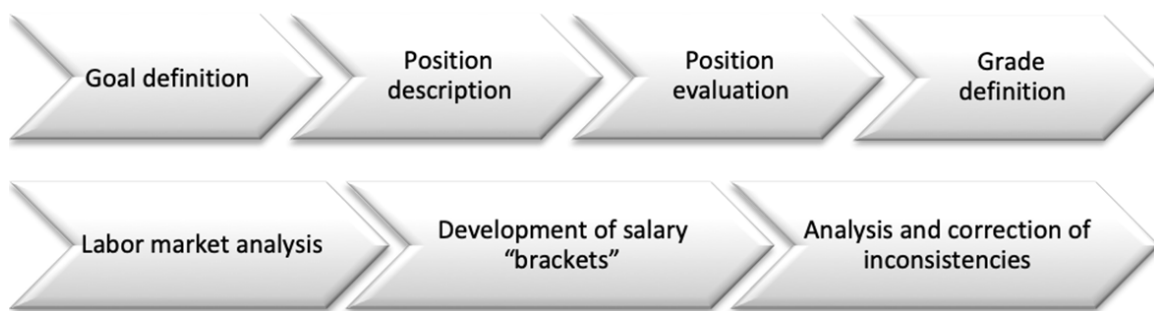 Goal definition
Position
description
Position
evaluation
Grade
definition
Labor market analysis
Development of salary
“brackets”
Analysis and correction of
inconsistencies